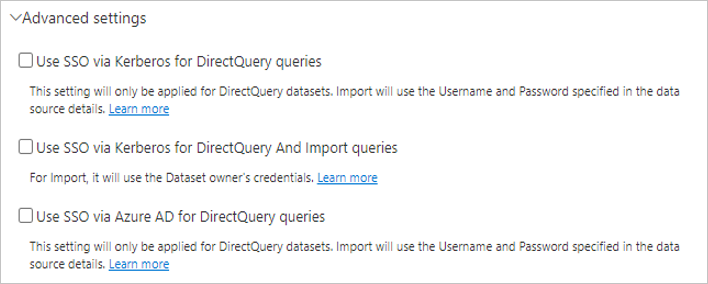 Advanced settings
Use SSO via Kerberos for DirectQuery queries
This setting will only be applied for DirectQuery datasets. Import will use the Username and Password specified in the data
source details. Learn more
Use SSO via Kerberos for DirectQuery And Import queries
For Import, it will use the Dataset owner's credentials. Learn more
Use SSO via Azure AD for DirectQuery queries
This setting will only be applied for DirectQuery datasets. Import will use the Username and Password specified in the data
source details. Learn more